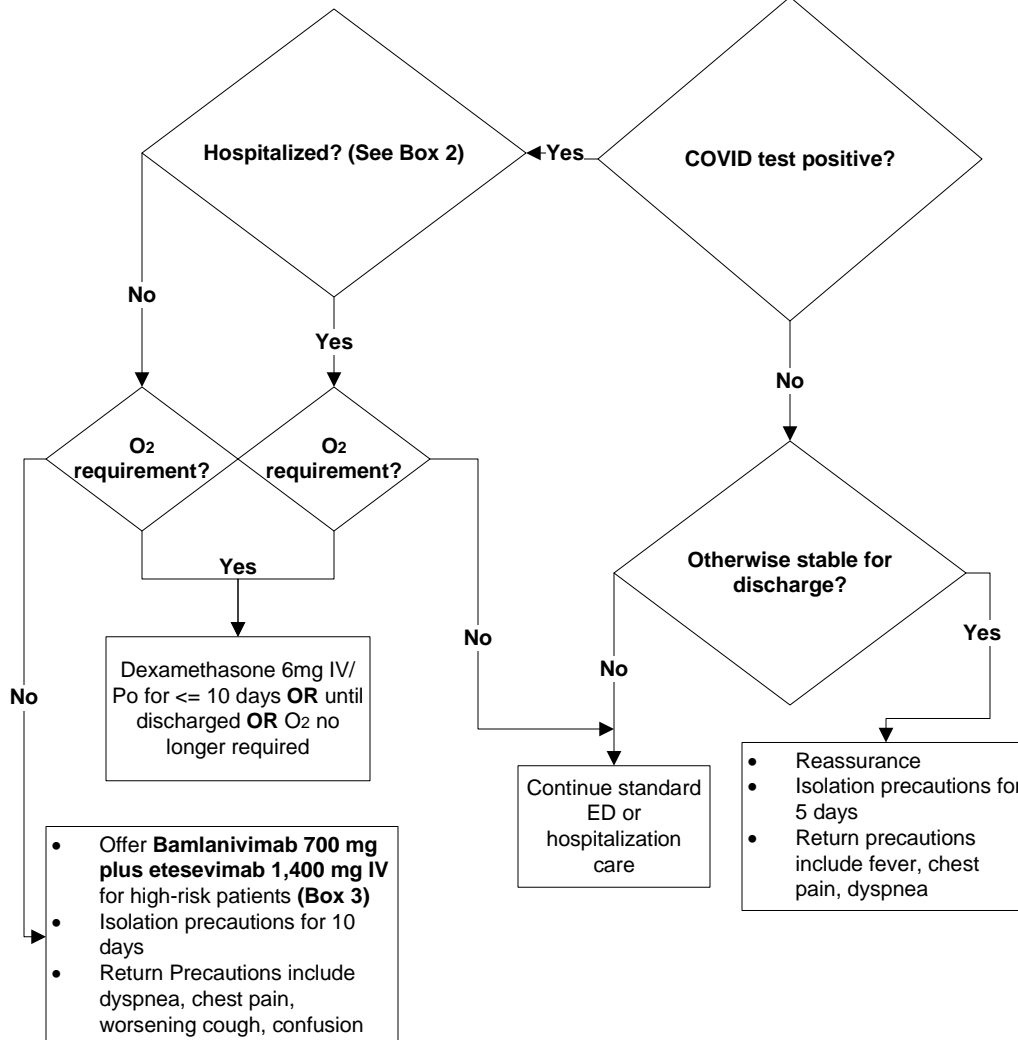 Hospitalized? (See Box 2)
Yes
COVID test positive?
No
Yes
No
O2
requirement?
O2
requirement?
Otherwise stable for
discharge?
Yes
No
No
Yes
No
Dexamethasone 6mg IV/
Po for <= 10 days OR until
discharged OR O2 no
longer required
Continue standard
ED or
hospitalization
care
• Reassurance
• Isolation precautions for
5 days
• Return precautions
include fever, chest
pain, dyspnea
• Offer Bamlanivimab 700 mg
plus etesevimab 1,400 mg IV
for high-risk patients (Box 3)
• Isolation precautions for 10
days
• Return Precautions include
dyspnea, chest pain,
worsening cough, confusion